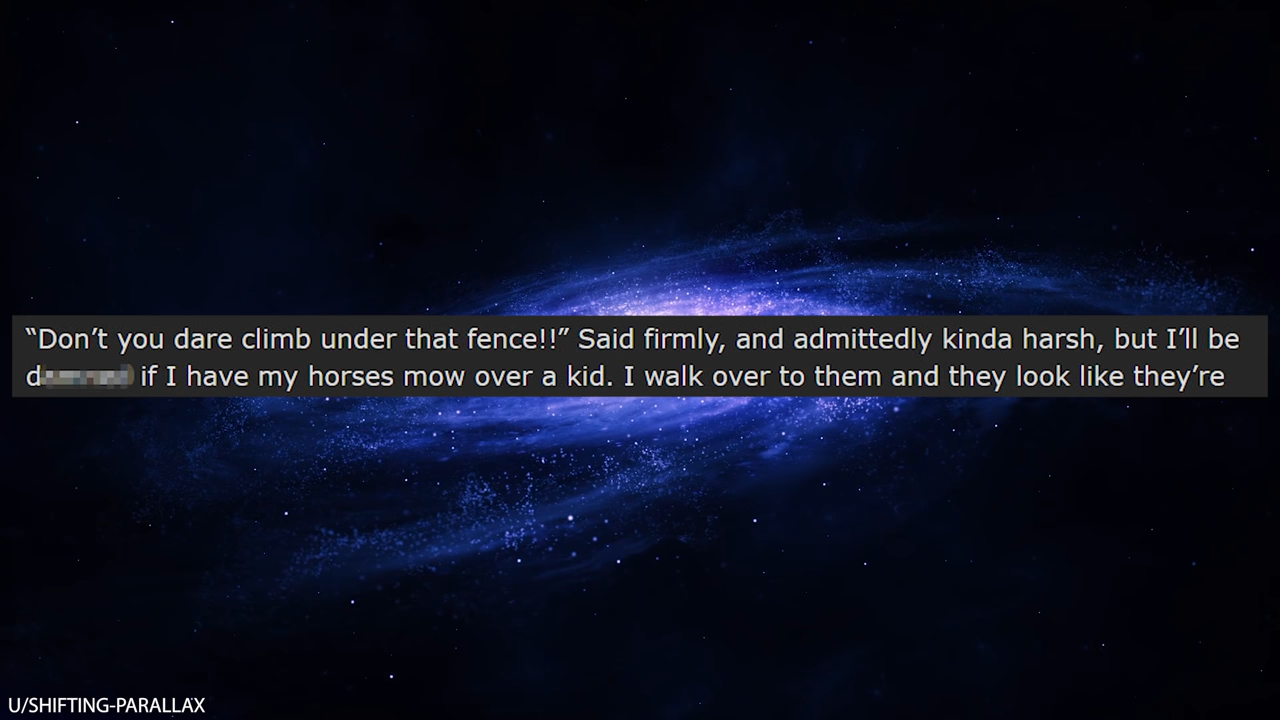 “Don’t you dare climb under that fence!!” Said firmly, and admittedly kinda harsh, but I’ll be
if I have my horses mow over a kid. I walk over to them and they look like they’re
U/SHIFTING-PARALLAX